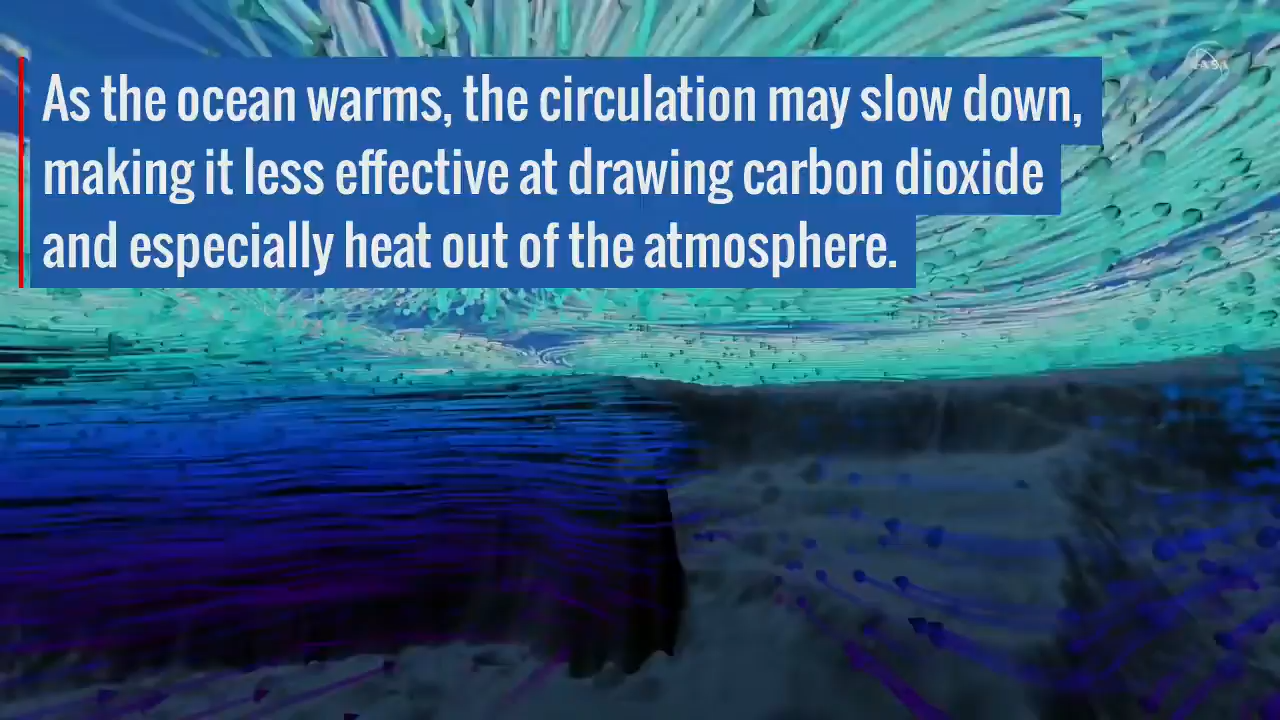 As the ocean warms, the circulation may slow down,
making it less effective at drawing carbon dioxide
and especially heat out of the atmosphere.
NASA